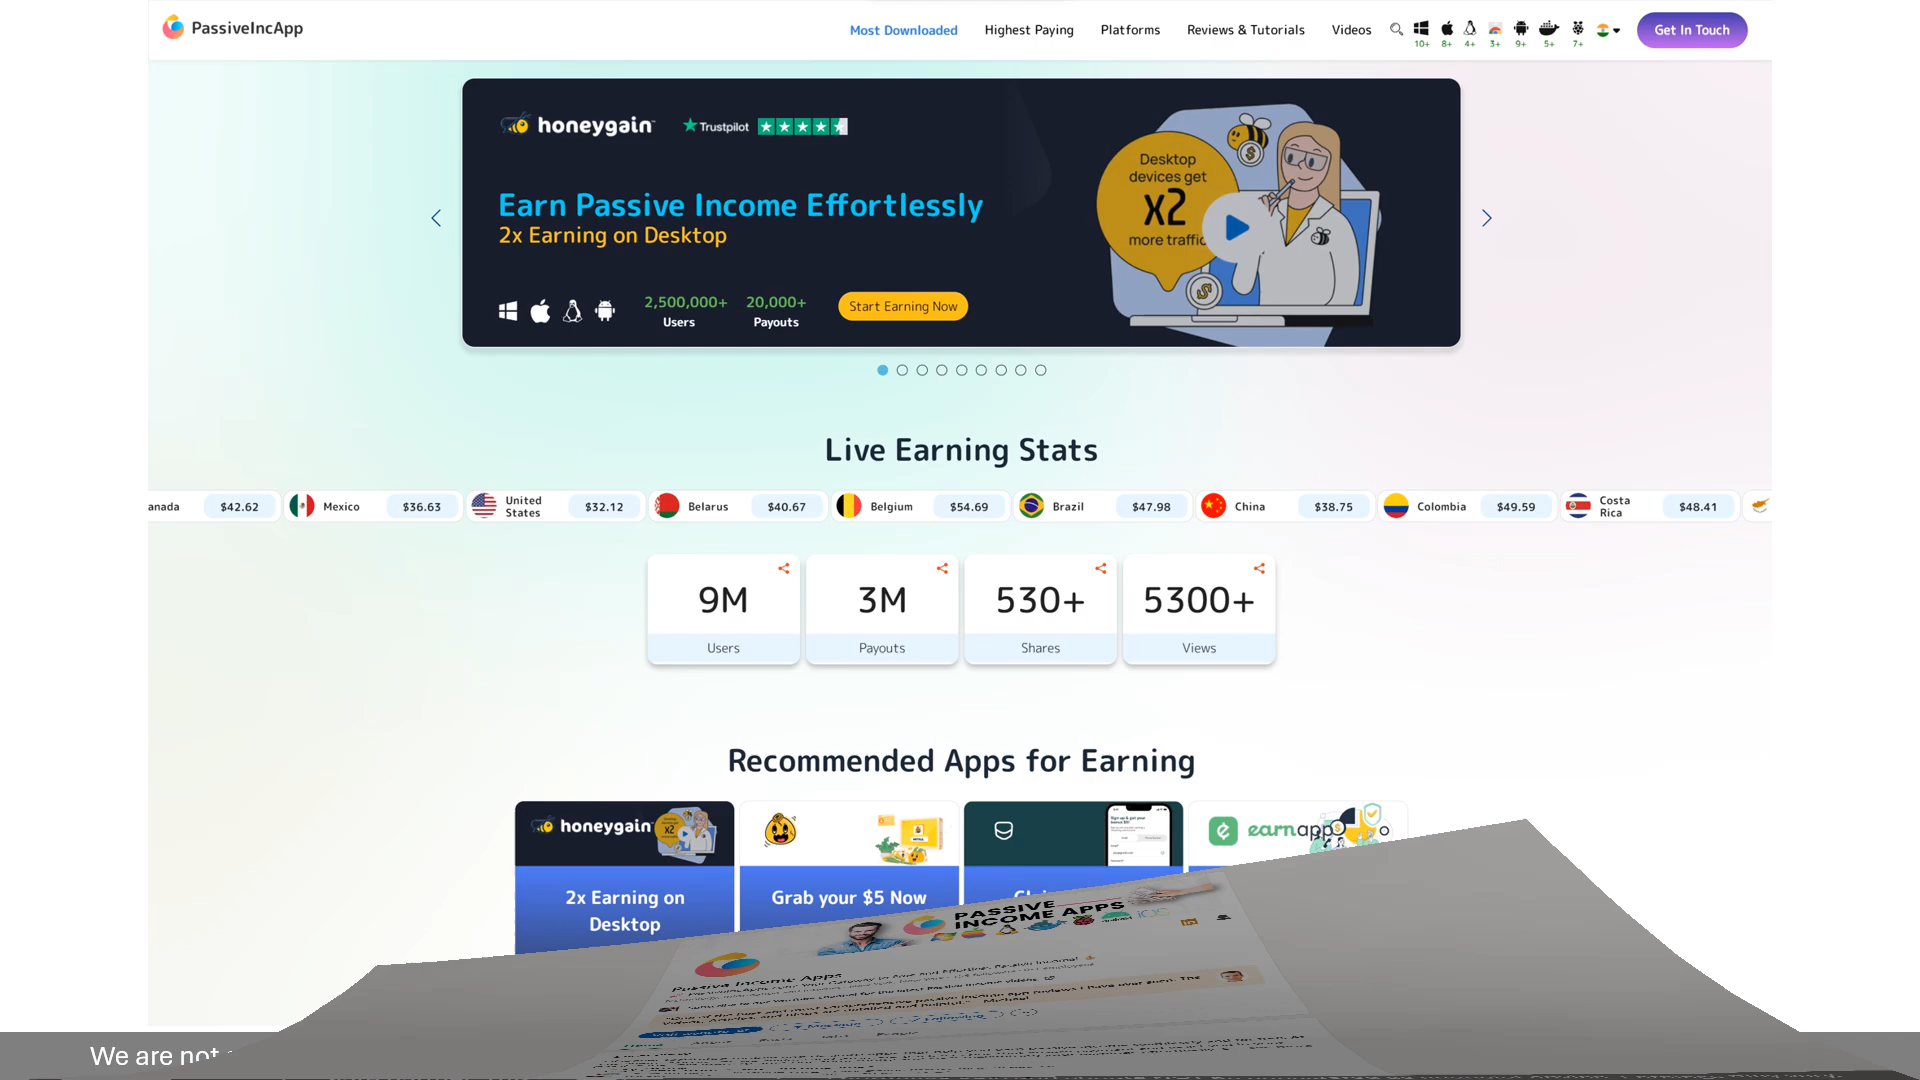 PassiveIncApp
Most Downloaded
Highest Paying
Platforms
Reviews & Tutorials
Videos
10+
8+
4+
3+
9+
5+
7+
Get In Touch
honeygain
Trustpilot
Earn Passive Income Effortlessly
2x Earning on Desktop
2,500,000+
Users
20,000+
Payouts
Start Earning Now
Desktop
devices get
x2
more traffic
Live Earning Stats
anada
$42.62
Mexico
$36.63
United
States
$32.12
Belarus
$40.67
Belgium
$54.69
Brazil
$47.98
China
$38.75
Colombia
$49.59
Costa
Rica
$48.41
9M
Users
3M
Payouts
530+
Shares
5300+
Views
Recommended Apps for Earning
honeygain
x2
earnapp
2x Earning on
Desktop
Grab your $5 Now
PASSIVE
INCOME APPS
iOS
Passive Income Apps
We are not